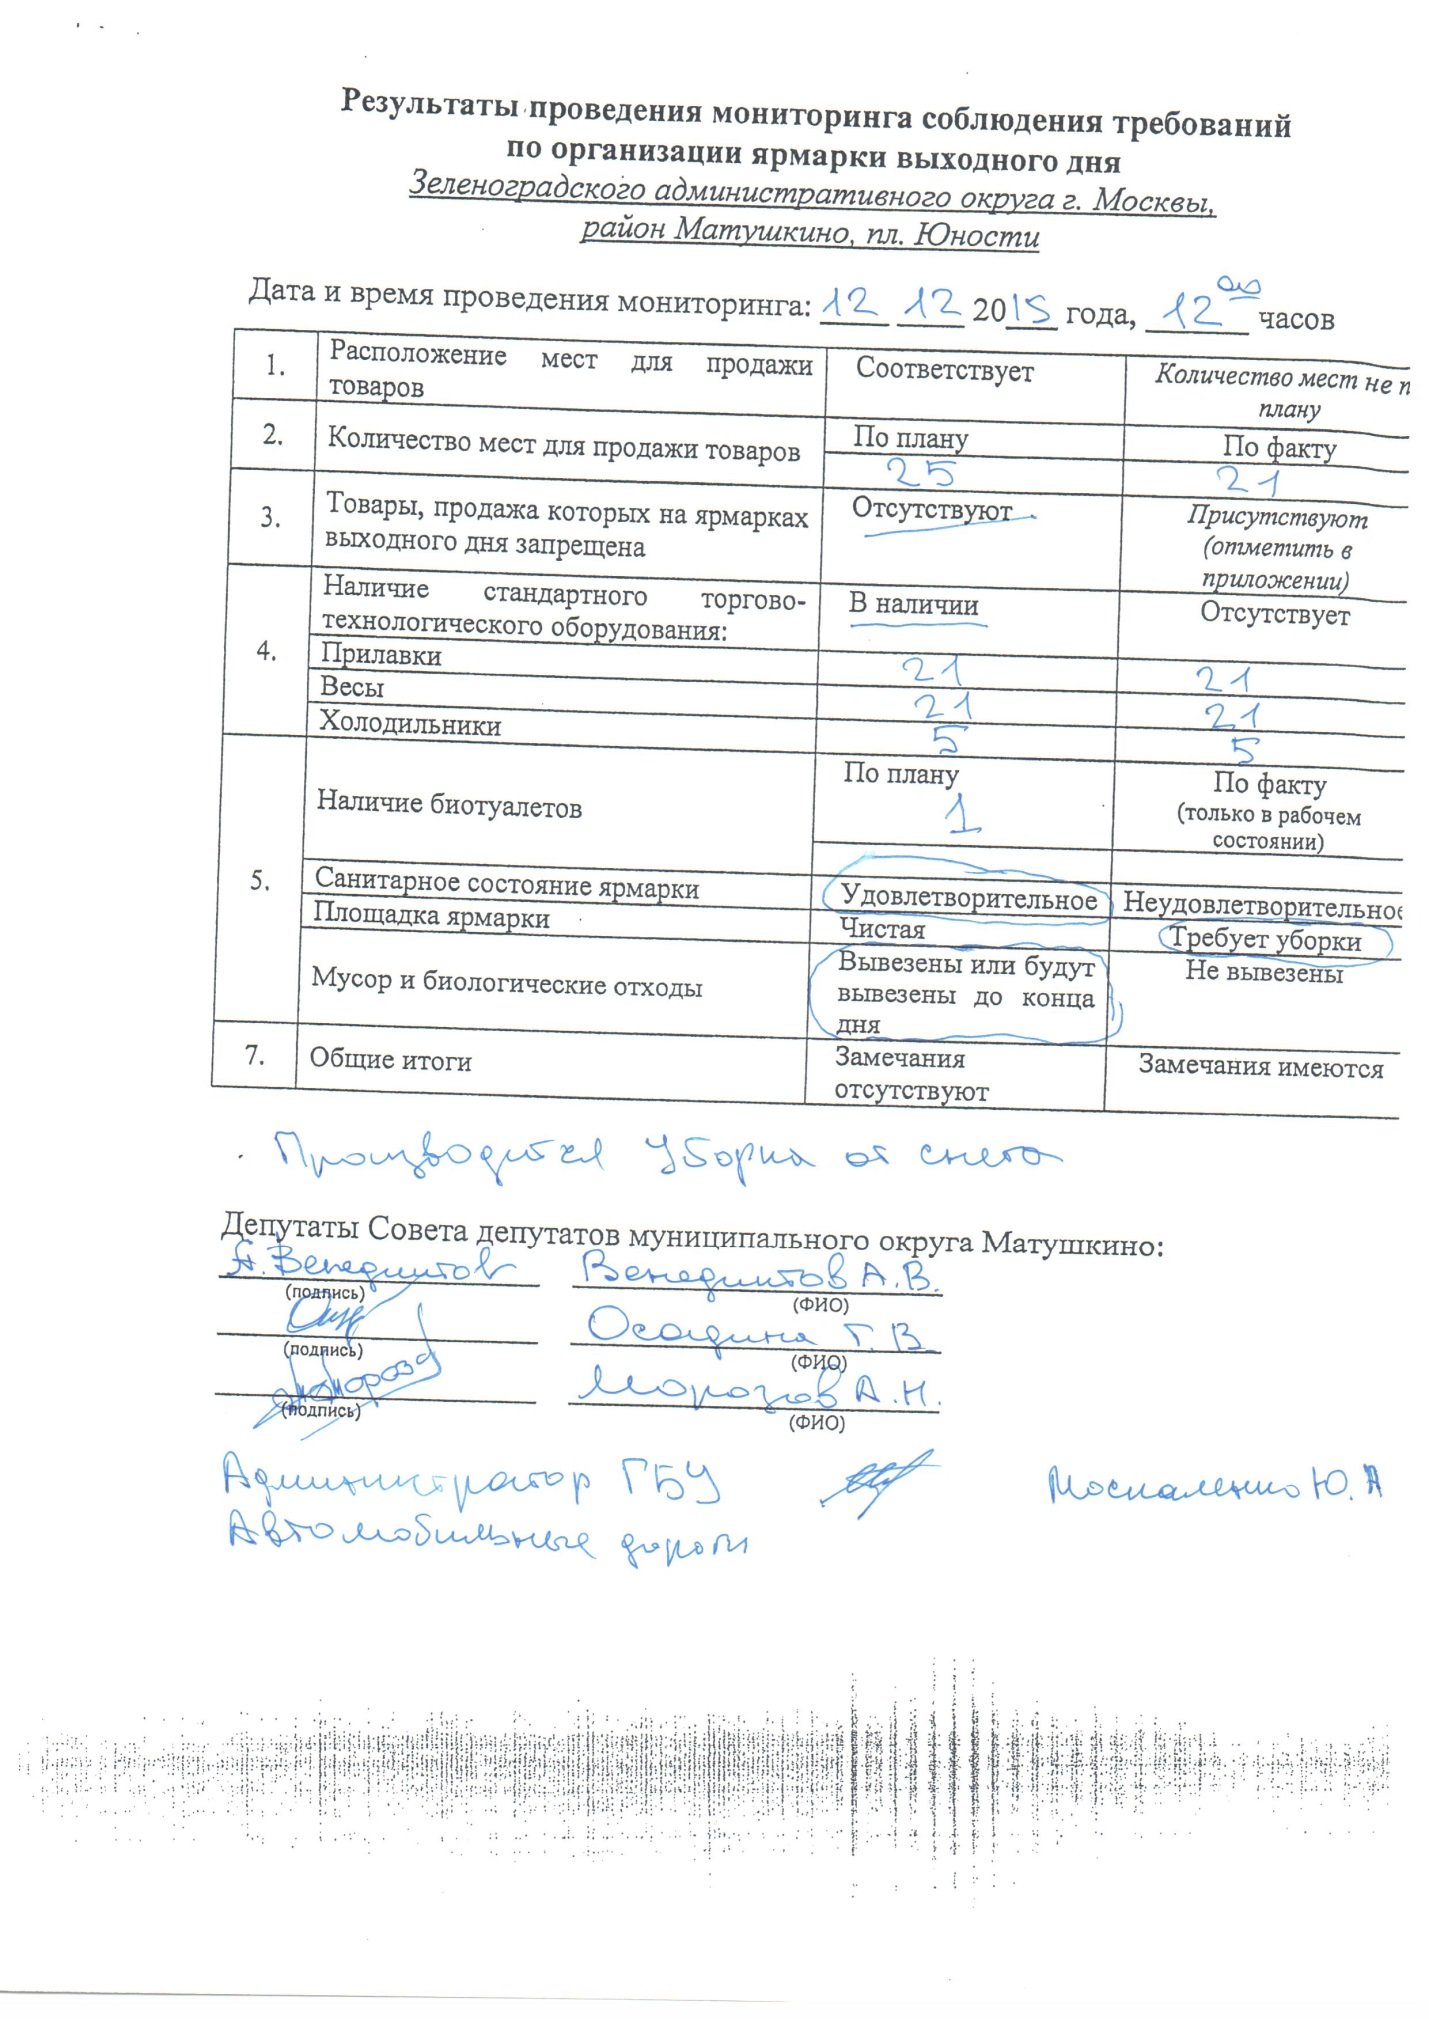 Результаты проведения мониторинга соблюдения требований
по организации ярмарки выходного дня
Зеленоградского административного округа г. Москвы,
район Матушкино, пл. Юности
Дата и время проведения мониторинга: 12 12 2015 года, 12 00 часов
1. Расположение мест для продажи товаров Соответствует Количество мест не п
плану
2. Количество мест для продажи товаров По плану По факту
25 21
3. Товары, продажа которых на ярмарках Отсутствуют Присутствуют
выходного дня запрещена (отметить в
приложении)
4. Наличие стандартного торгово- В наличии Отсутствует
технологического оборудования:
Прилавки 21 21
Весы 21 21
Холодильники 5 5
5. Наличие биотуалетов По плану По факту
1 (только в рабочем
состоянии)
Санитарное состояние ярмарки Удовлетворительное Неудовлетворительное
Площадка ярмарки Чистая Требует уборки
Мусор и биологические отходы Вывезены или будут Не вывезены
вывезены до конца
дня
7. Общие итоги Замечания Замечания имеются
отсутствуют
Производится уборка от снега
Депутаты Совета депутатов муниципального округа Матушкино:
А.Венедиктов Венедиктов А.В.
(подпись) (ФИО)
Осадина Г.В.
(подпись) (ФИО)
Морозов А.Н.
(подпись) (ФИО)
Администратор ГБУ Москаленко Ю.А
Автомобильные дороги